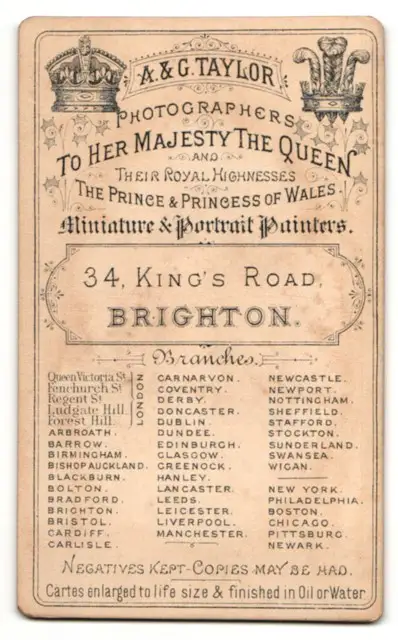 A. & G. TAYLOR
PHOTOGRAPHERS
TO HER MAJESTY THE QUEEN
AND
THEIR ROYAL HIGHNESSES
THE PRINCE & PRINCESS OF WALES.
Miniature & Portrait Painters.
34, KING'S ROAD,
BRIGHTON.
Branches.
Queen Victoria St.
Fenchurch St.
Regent St.
Ludgate Hill.
Forest Hill.
LONDON
ARBROATH.
BARROW.
BIRMINGHAM.
BISHOP AUCKLAND.
BLACKBURN.
BOLTON.
BRADFORD.
BRIGHTON.
BRISTOL.
CARDIFF.
CARLISLE.
CARNARVON.
COVENTRY.
DERBY.
DONCASTER.
DUBLIN.
DUNDEE.
EDINBURGH.
GLASGOW.
GREENOCK.
HANLEY.
LANCASTER.
LEEDS.
LEICESTER.
LIVERPOOL.
MANCHESTER.
NEWCASTLE.
NEWPORT.
NOTTINGHAM.
SHEFFIELD.
STAFFORD.
STOCKTON.
SUNDERLAND.
SWANSEA.
WIGAN.
NEW YORK.
PHILADELPHIA.
BOSTON.
CHICAGO.
PITTSBURG.
NEWARK.
NEGATIVES KEPT-COPIES MAY BE HAD.
Cartes enlarged to life size & finished in Oil or Water